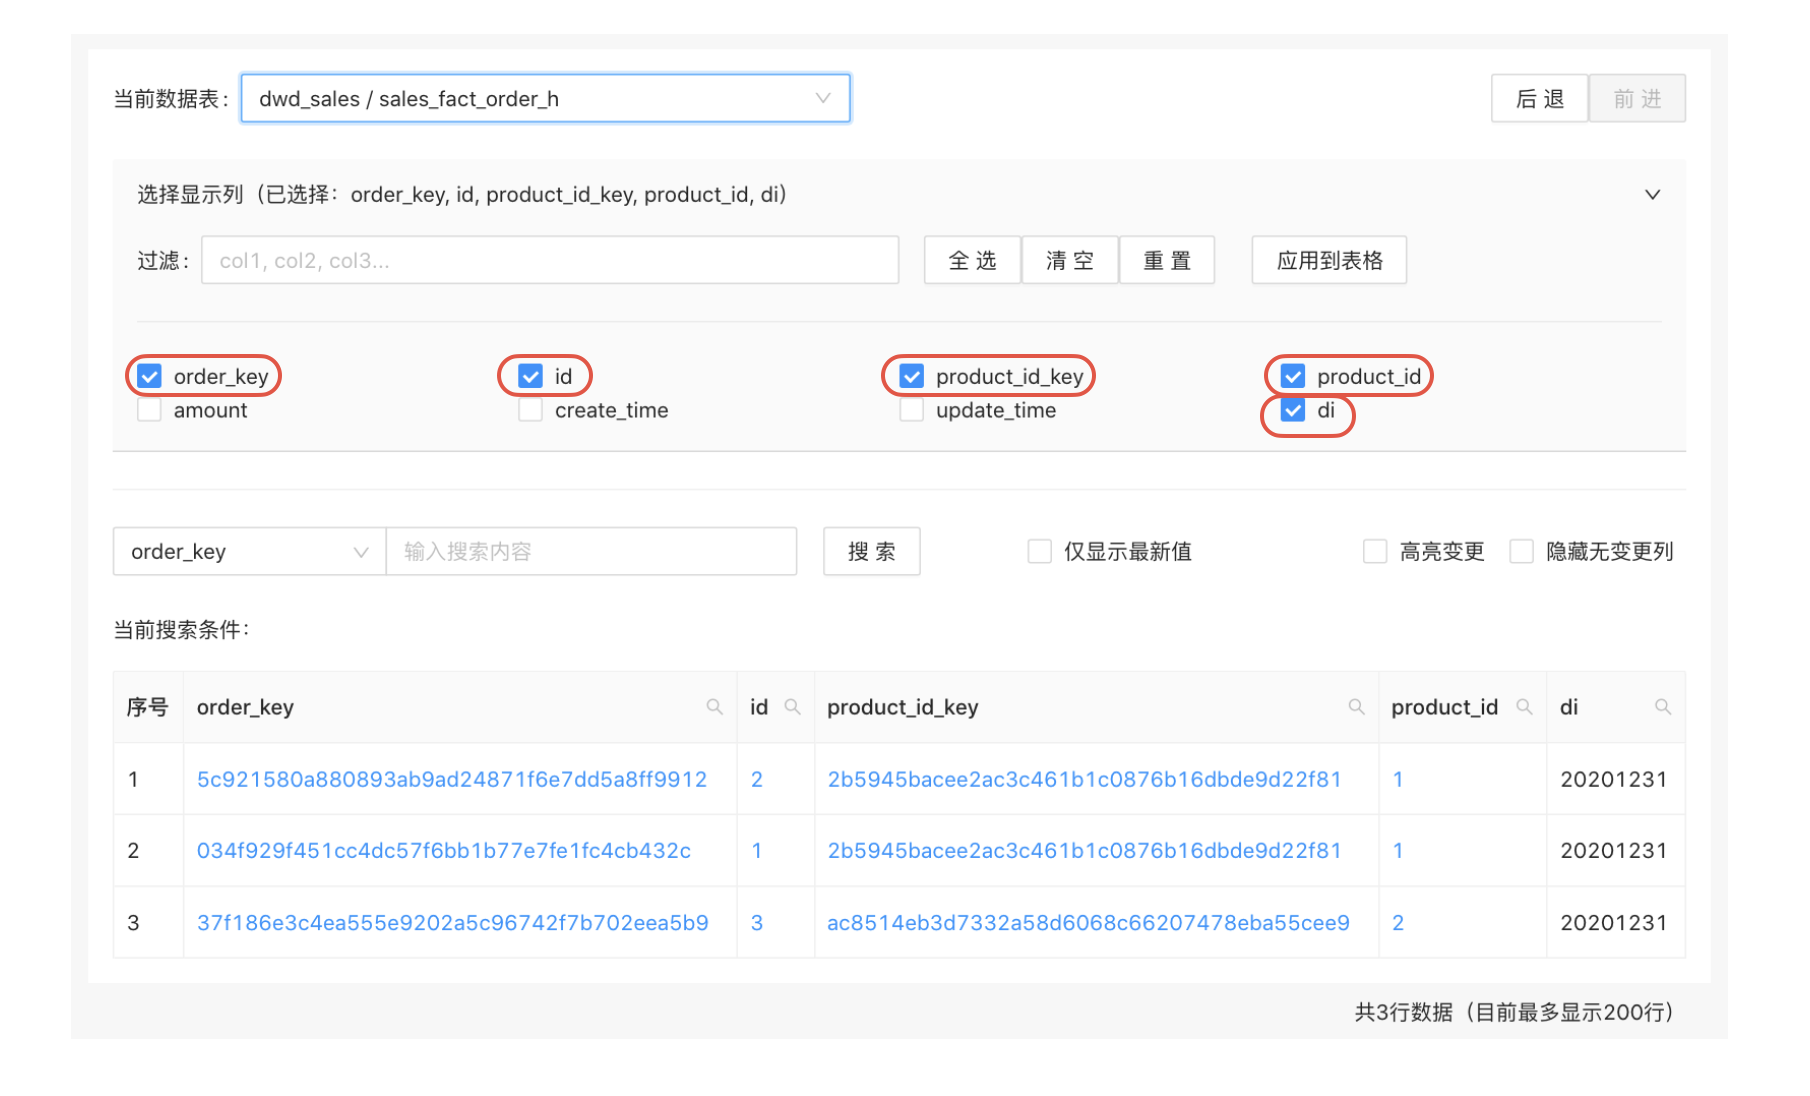 当前数据表： dwd_sales / sales_fact_order_h 后 退 前 进
选择显示列（已选择： order_key, id, product_id_key, product_id, di）
过滤： col1, col2, col3... 全 选 清 空 重 置 应用到表格
order_key id product_id_key product_id
amount create_time update_time di
order_key 输入搜索内容 搜 索 仅显示最新值 高亮变更 隐藏无变更列
当前搜索条件：
序号 order_key id product_id_key product_id di
1 5c921580a880893ab9ad24871f6e7dd5a8ff9912 2 2b5945bacee2ac3c461b1c0876b16dbde9d22f81 1 20201231
2 034f929f451cc4dc57f6bb1b77e7fe1fc4cb432c 1 2b5945bacee2ac3c461b1c0876b16dbde9d22f81 1 20201231
3 37f186e3c4ea555e9202a5c96742f7b702eea5b9 3 ac8514eb3d7332a58d6068c66207478eba55cee9 2 20201231
共3行数据（目前最多显示200行）